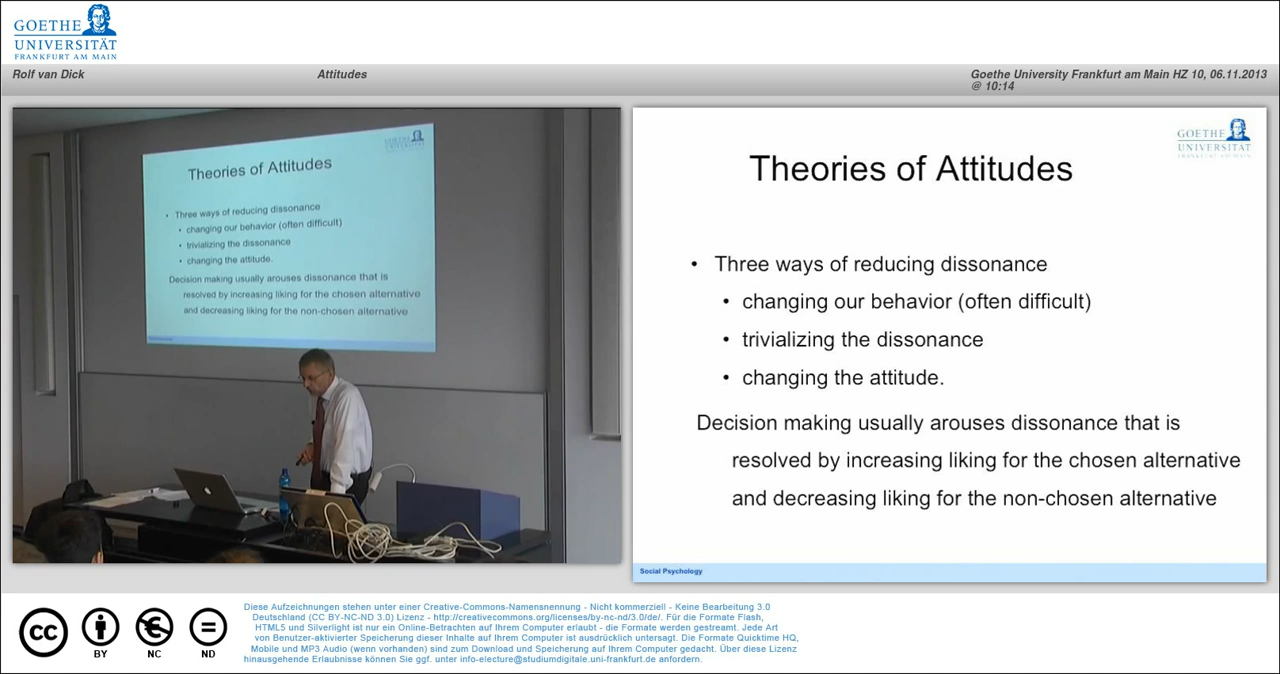 GOETHE
UNIVERSITÄT
FRANKFURT AM MAIN
Rolf van Dick
Attitudes
Goethe University Frankfurt am Main HZ 10, 06.11.2013
@ 10:14
GOETHE
UNIVERSITÄT
Theories of Attitudes
• Three ways of reducing dissonance
• changing our behavior (often difficult)
• trivializing the dissonance
• changing the attitude.
Decision making usually arouses dissonance that is
resolved by increasing liking for the chosen alternative
and decreasing liking for the non-chosen alternative
GOETHE
UNIVERSITÄT
FRANKFURT AM MAIN
Theories of Attitudes
• Three ways of reducing dissonance
• changing our behavior (often difficult)
• trivializing the dissonance
• changing the attitude.
Decision making usually arouses dissonance that is
resolved by increasing liking for the chosen alternative
and decreasing liking for the non-chosen alternative
Social Psychology
cc
BY
NC
ND
Diese Aufzeichnungen stehen unter einer Creative-Commons-Namensnennung - Nicht kommerziell - Keine Bearbeitung 3.0
Deutschland (CC BY-NC-ND 3.0) Lizenz - http://creativecommons.org/licenses/by-nc-nd/3.0/de/. Für die Formate Flash,
HTML5 und Silverlight ist nur ein Online-Betrachten auf Ihrem Computer erlaubt - die Formate werden gestreamt. Jede Art
von Benutzer-aktivierter Speicherung dieser Inhalte auf Ihrem Computer ist ausdrücklich untersagt. Die Formate Quicktime HQ,
Mobile und MP3 Audio (wenn vorhanden) sind zum Download und Speicherung auf Ihrem Computer gedacht. Über diese Lizenz
hinausgehende Erlaubnisse können Sie ggf. unter info-electure@studiumdigitale.uni-frankfurt.de anfordern.